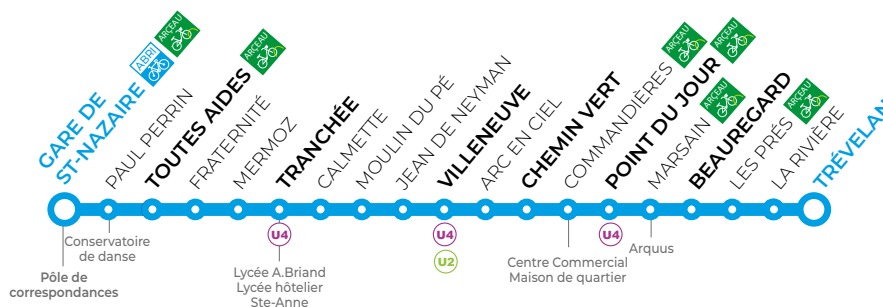 GARE DE
ST-NAZAIRE
ABRI
ARCEAU
PAUL PERRIN
TOUTES AIDES
ARCEAU
FRATERNITÉ
MERMOZ
TRANCHÉE
CALMETTE
MOULIN DU PÉ
JEAN DE NEYMAN
VILLENEUVE
ARC EN CIEL
CHEMIN VERT
COMMANDIÈRES
ARCEAU
POINT DU JOUR
ARCEAU
MARSAIN
ARCEAU
BEAUREGARD
LES PRÉS
ARCEAU
LA RIVIÈRE
TRÉVELAN
Conservatoire
de danse
Pôle de
correspondances
U4
Lycée A.Briand
Lycée hôtelier
Ste-Anne
U4
U2
Centre Commercial
Maison de quartier
U4
Arquus